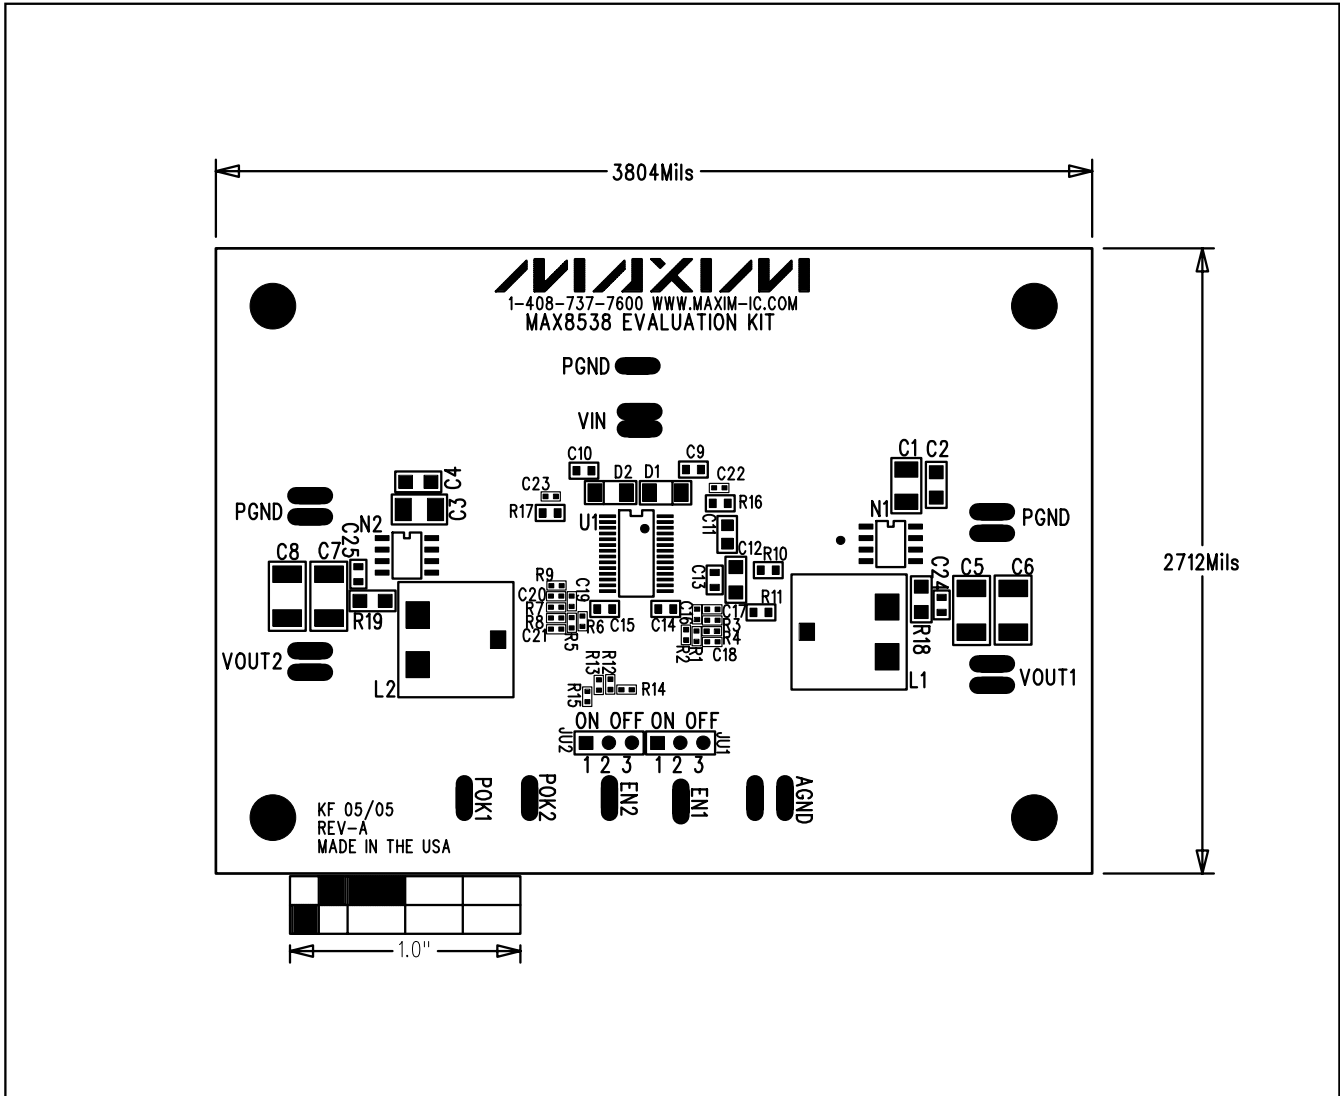 3804Mils
MAXIM
1-408-737-7600 WWW.MAXIM-IC.COM
MAX8538 EVALUATION KIT
PGND
VIN
C10 C9
C1 C2
C4
C3
D2 D1
C23
C22
R17
R16
PGND
N2
U1
C11
N1
PGND
2712Mils
C8 C7
C25
C12
R10
C13
C24
C5 C6
R9
C20
C19
R7
R8
C21
R5
R6
C15
C14
C16
C17
R3
R4
R2
R1
C18
R11
R19
R18
VOUT2
L2
L1
VOUT1
R13
R12
R15
R14
ON OFF ON OFF
JU2
JU1
1 2 3 1 2 3
POK1
POK2
EN2
EN1
AGND
KF 05/05
REV-A
MADE IN THE USA
1.0"